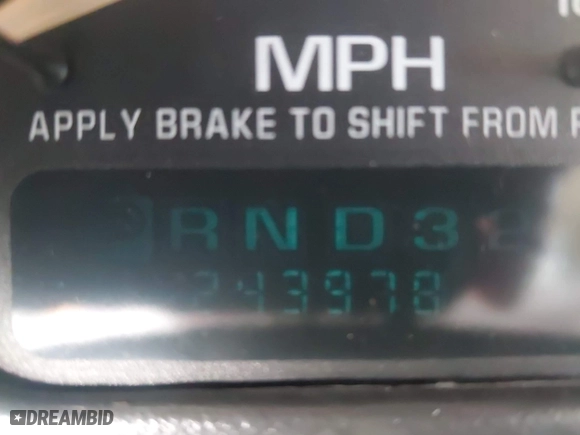 MPH
APPLY BRAKE TO SHIFT FROM
R N D 3
243978
DREAMBID